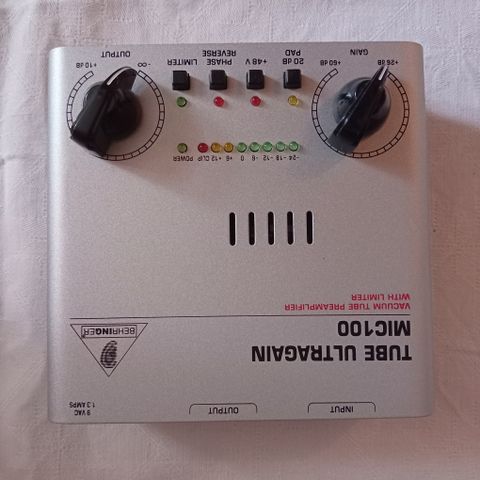 INPUT
OUTPUT
9 VAC
1.3 AMPS
TUBE ULTRAGAIN
MIC100
BEHRINGER
VACUUM TUBE PREAMPLIFIER
WITH LIMITER
-24 -18 -12 -6 0 +6 +12 CLIP POWER
20 dB
PAD
+48 V
PHASE
REVERSE
LIMITER
+26 dB
+60 dB
GAIN
-∞
+10 dB
OUTPUT